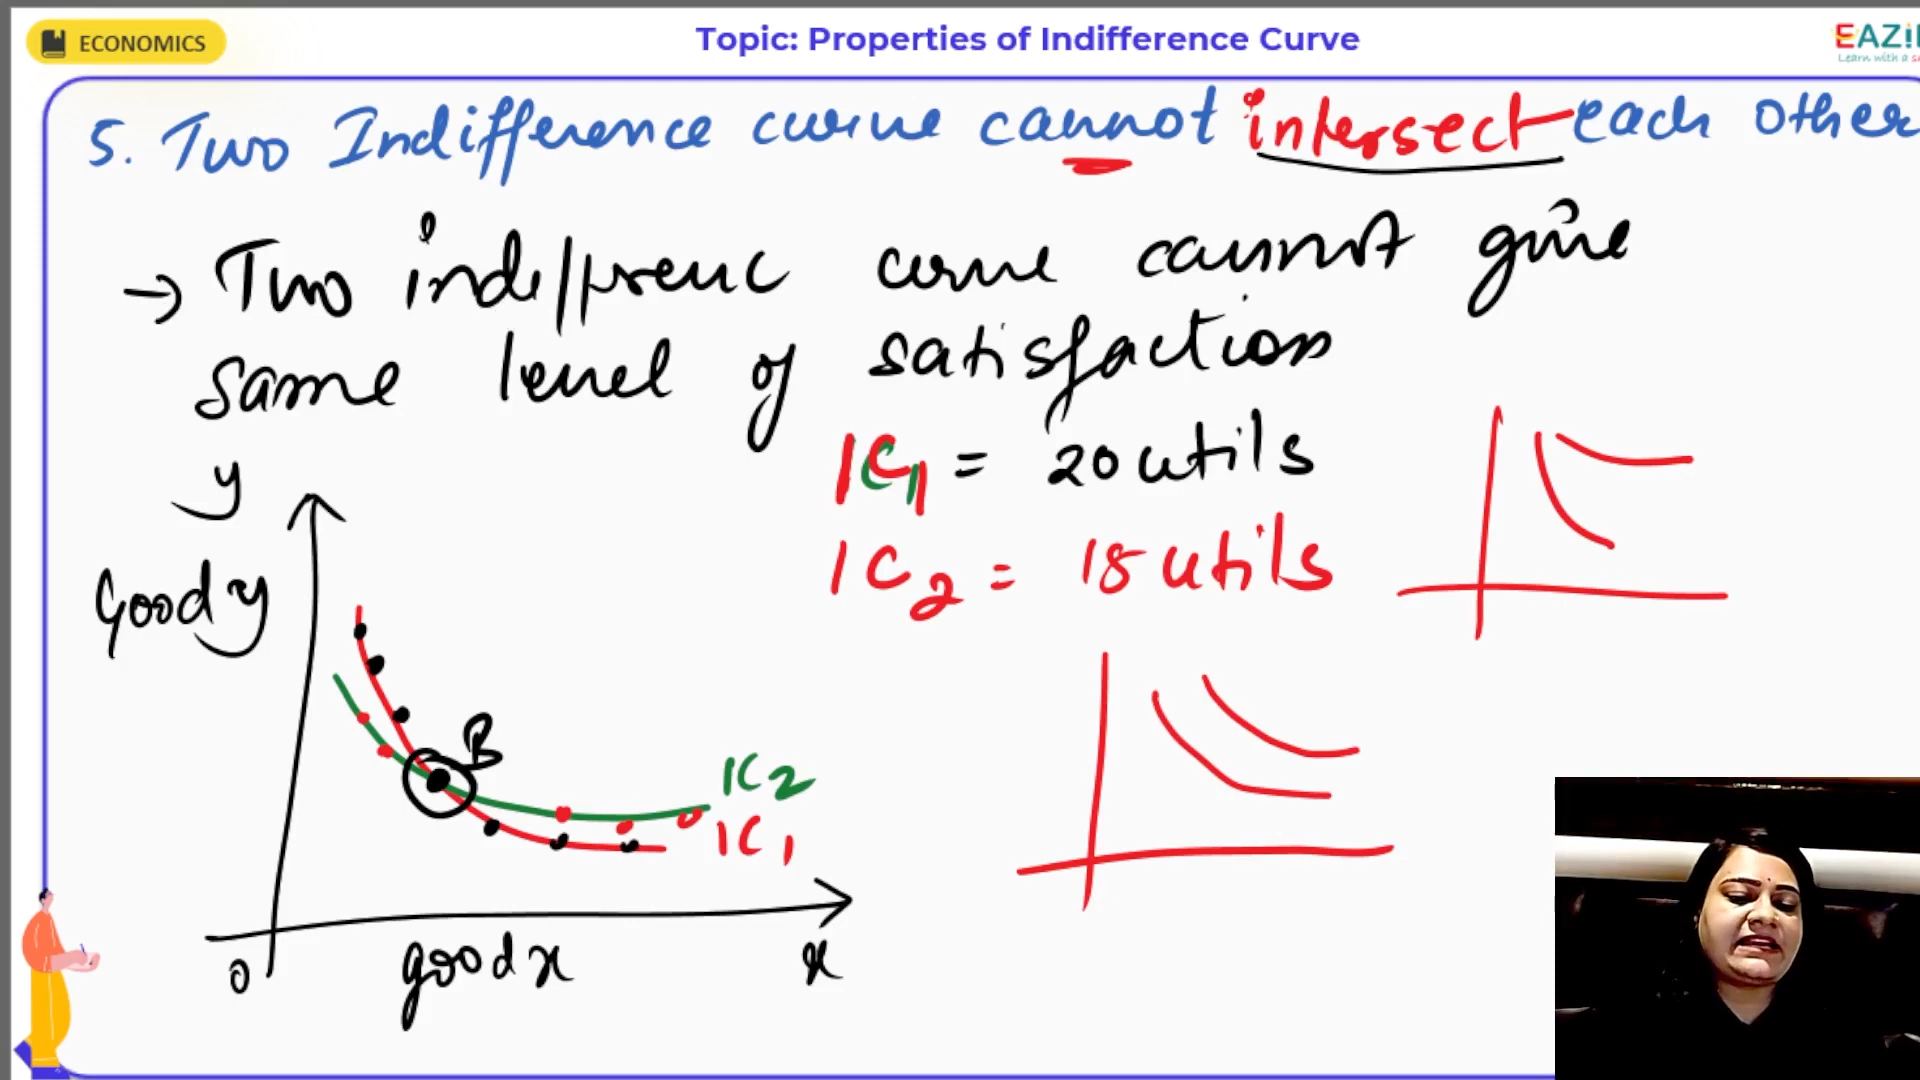 ECONOMICS
Topic: Properties of Indifference Curve
5. Two Indifference curve cannot intersect each other
→ Two indifferenc curve cannot give
same level of satisfaction
IC1 = 20 utils
IC2 = 18 utils
y
Good y
B
IC2
IC1
0
good x
x